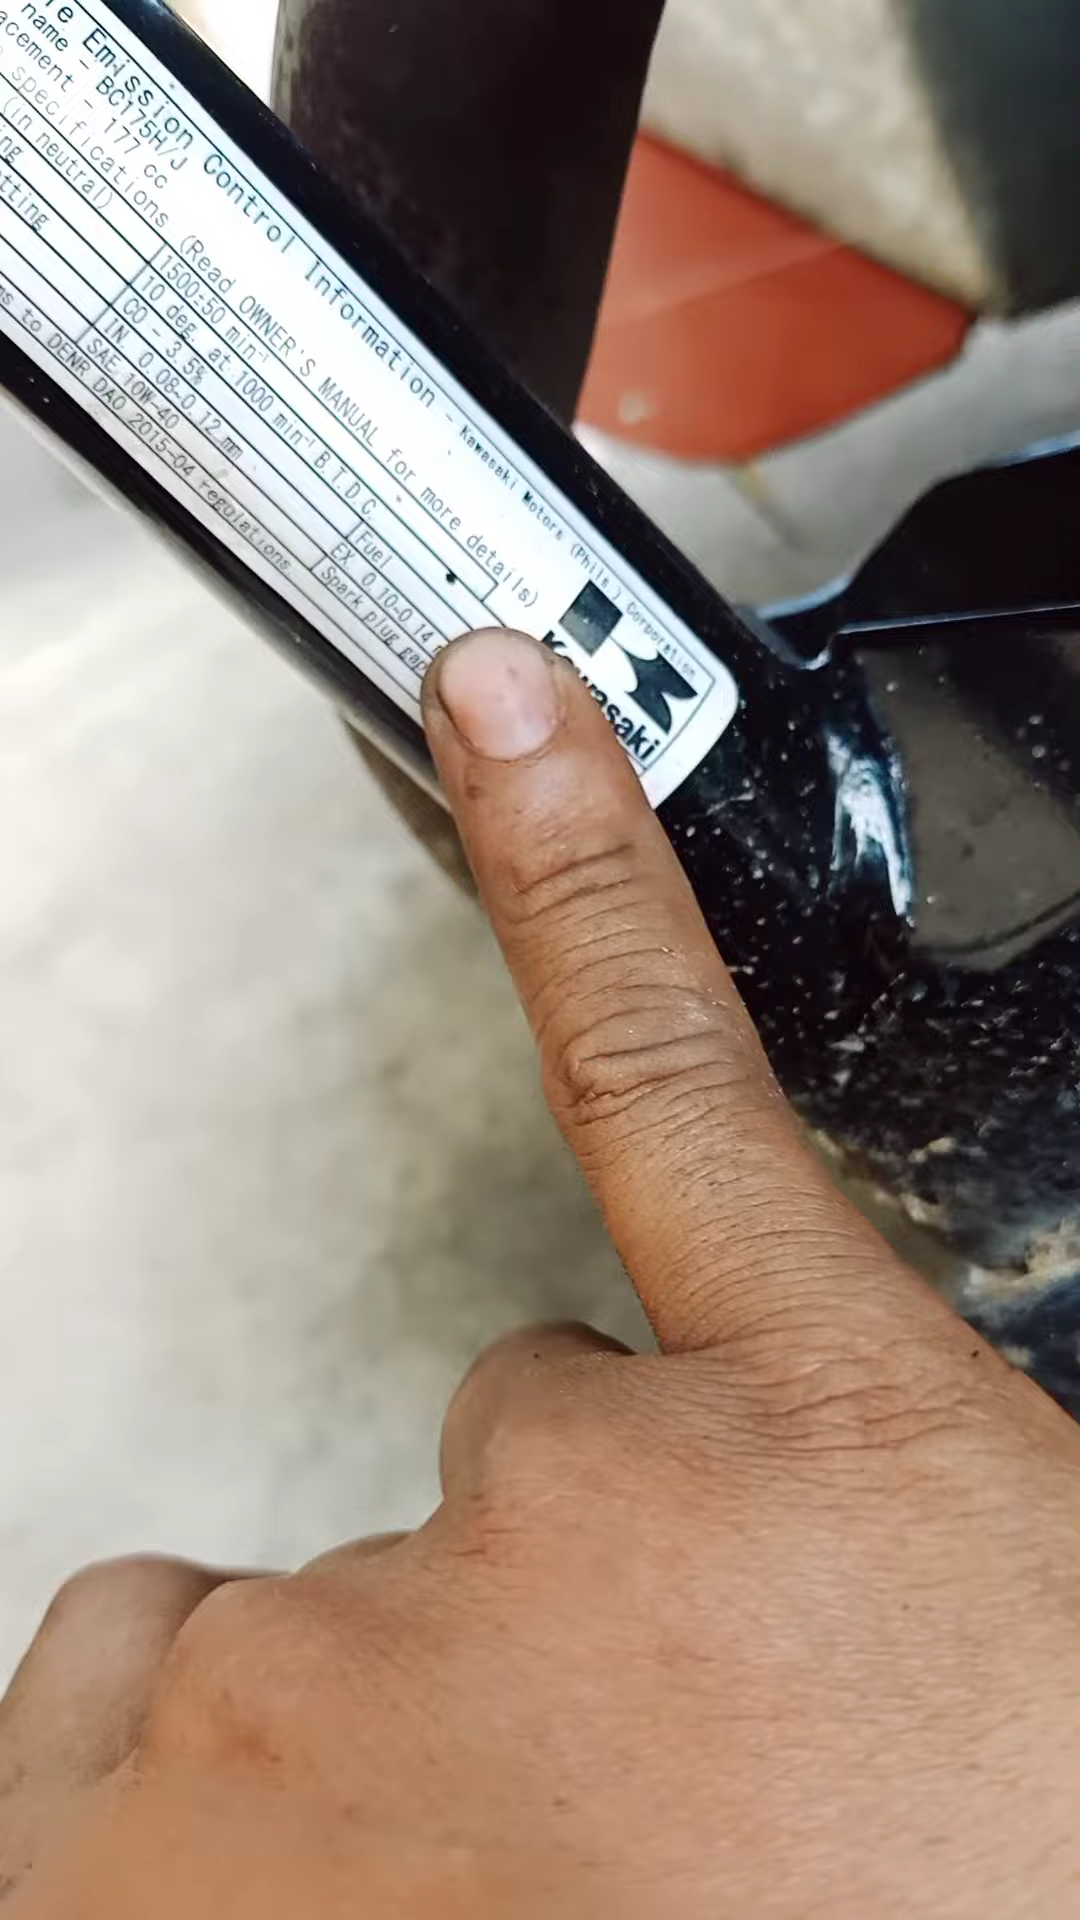 Emission Control Information - Kawasaki Motors (Phils.) Corporation
name - BC175H/J
acement - 177 cc
specifications (Read OWNER'S MANUAL for more details)
(in neutral) 1500±50 min⁻¹
ng 10 deg. at 1000 min⁻¹ B.T.D.C.
tting CO - 3.5% Fuel
IN. 0.08~0.12 mm EX. 0.10~0.14
SAE 10W-40 Spark plug gap
ms to DENR DAO 2015-04 regulations.
Kawasaki